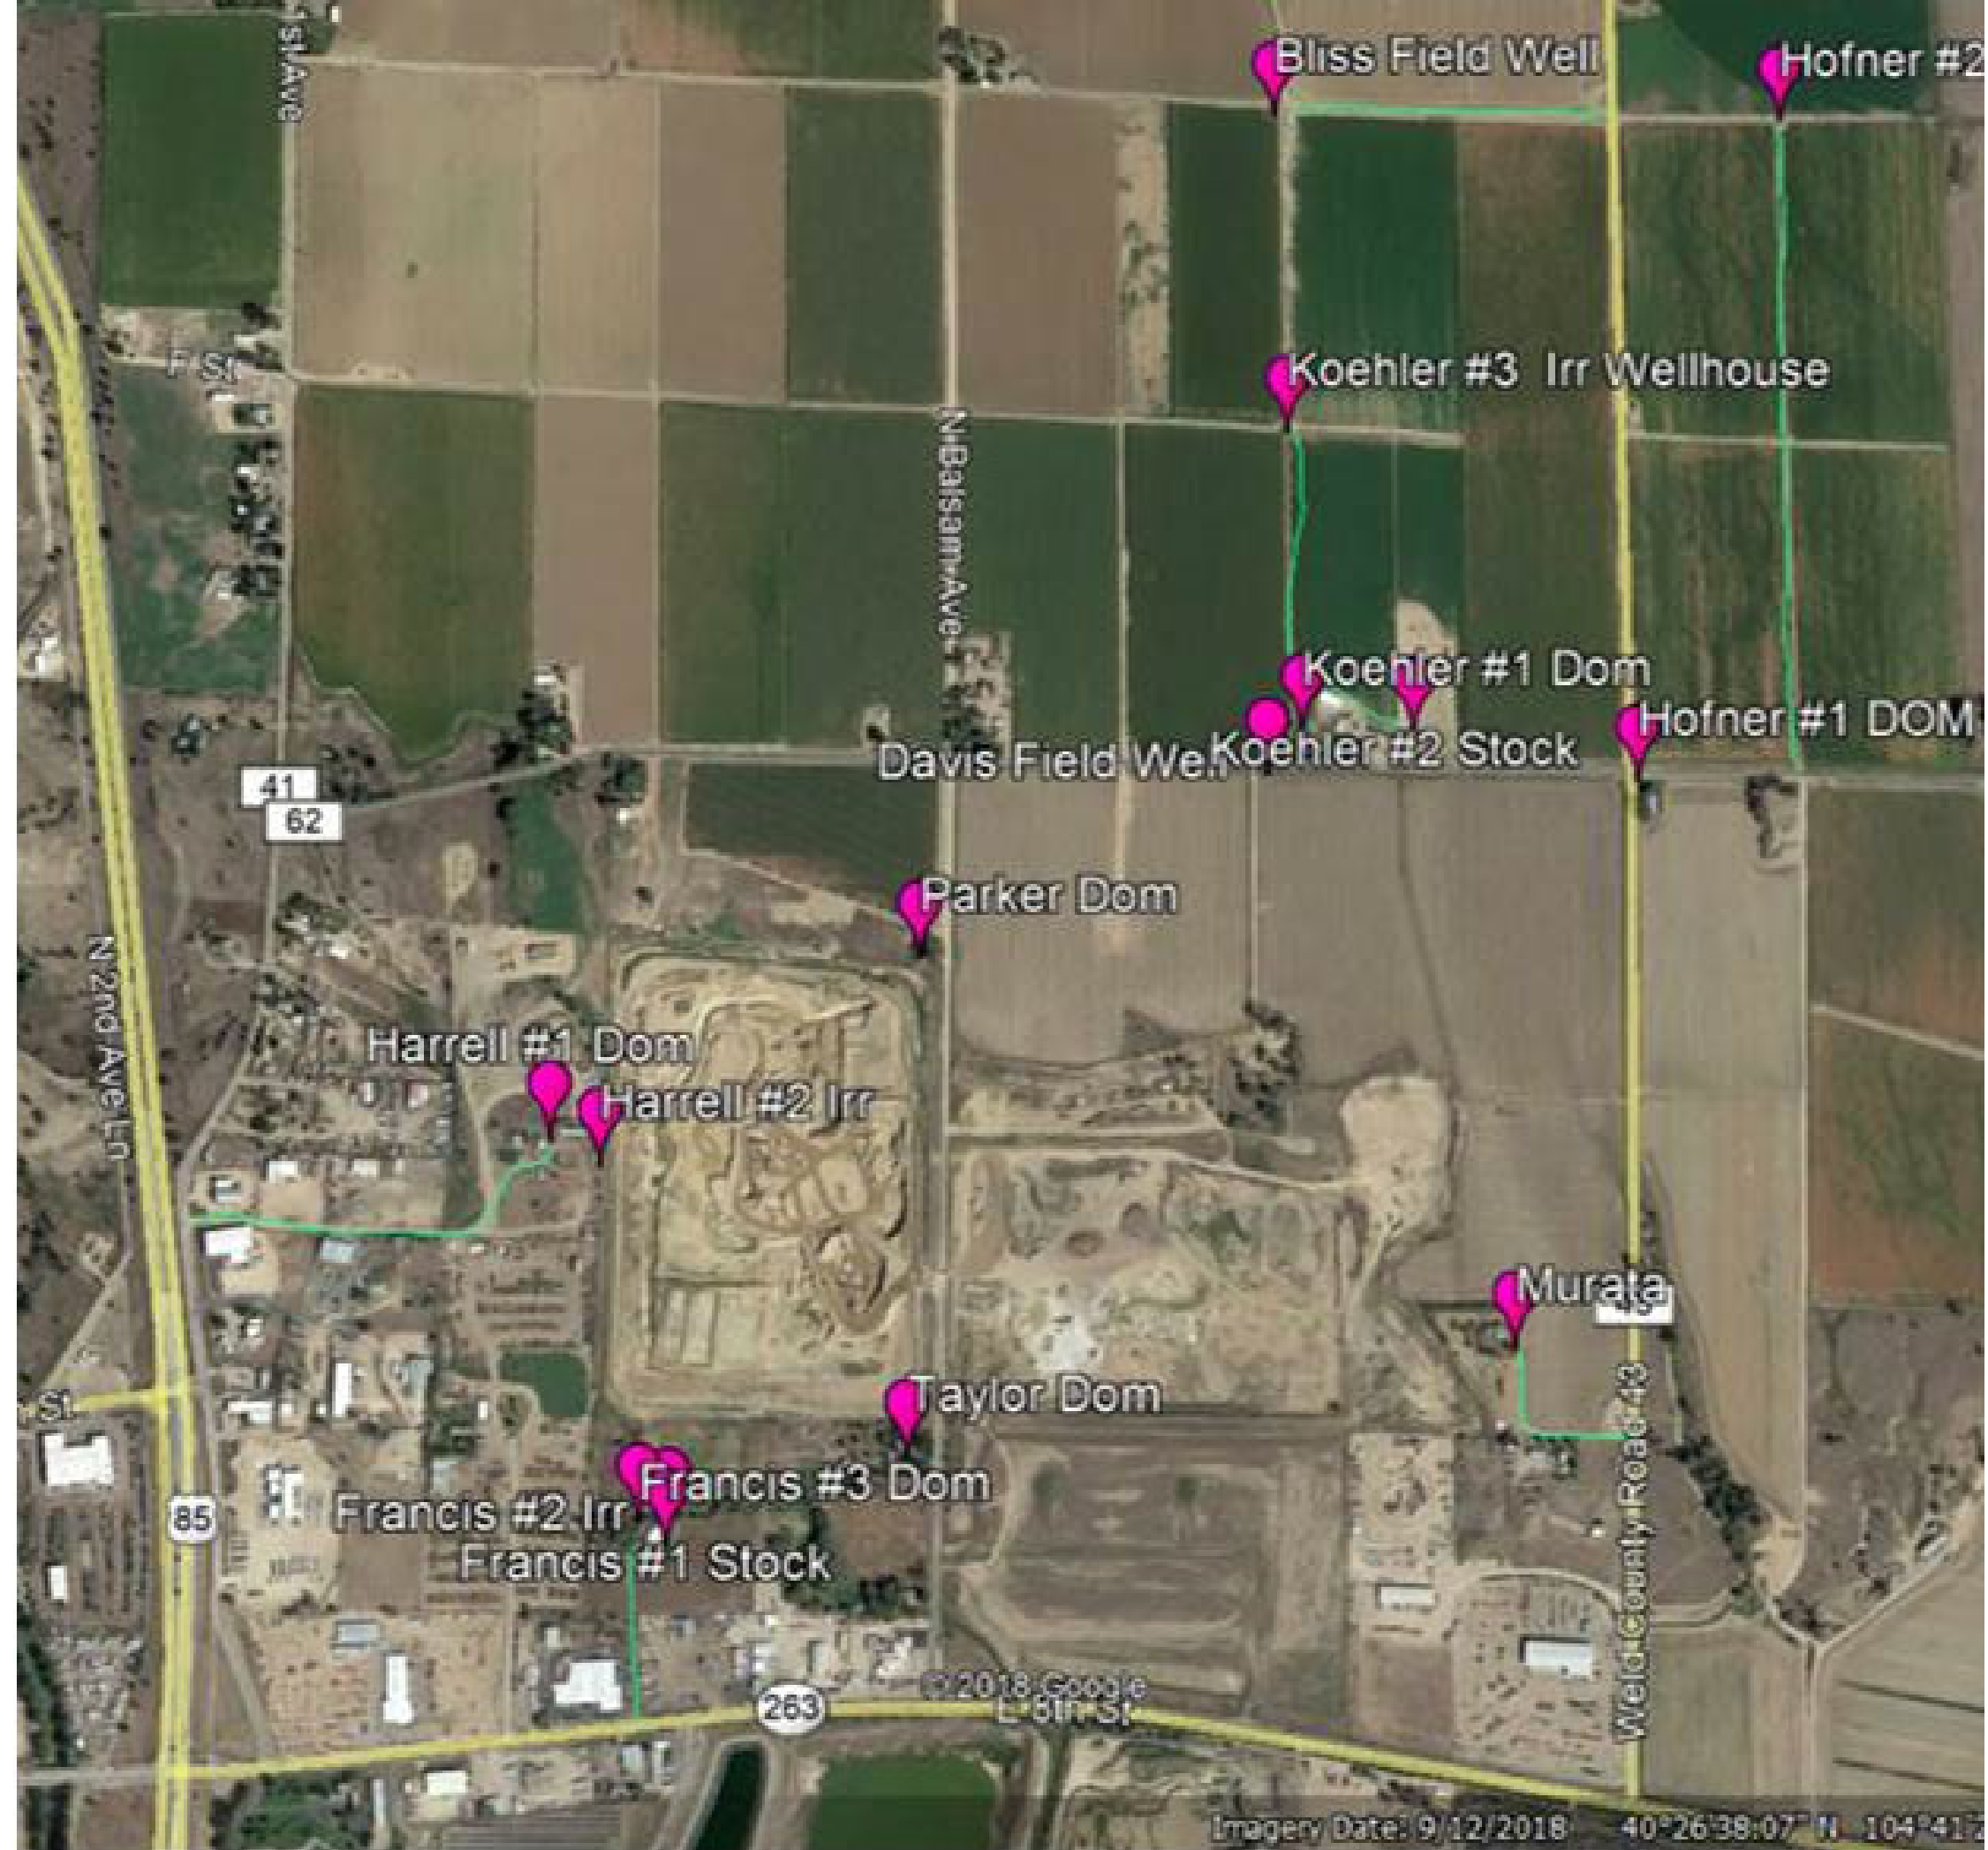 1st Ave
Bliss Field Well
Hofner #2
F St
Koehler #3  Irr Wellhouse
N Balsam Ave
Koehler #1 Dom
Hofner #1 DOM
Davis Field Well
Koehler #2 Stock
41
62
Parker Dom
N 2nd Ave Ln
Harrell #1 Dom
Harrell #2 Irr
Murata
Weld County Road 43
St
Taylor Dom
Francis #3 Dom
Francis #2 Irr
Francis #1 Stock
85
© 2018 Google
263
E 8th St
Imagery Date: 9/12/2018 40°26'38.07" N 104°41'